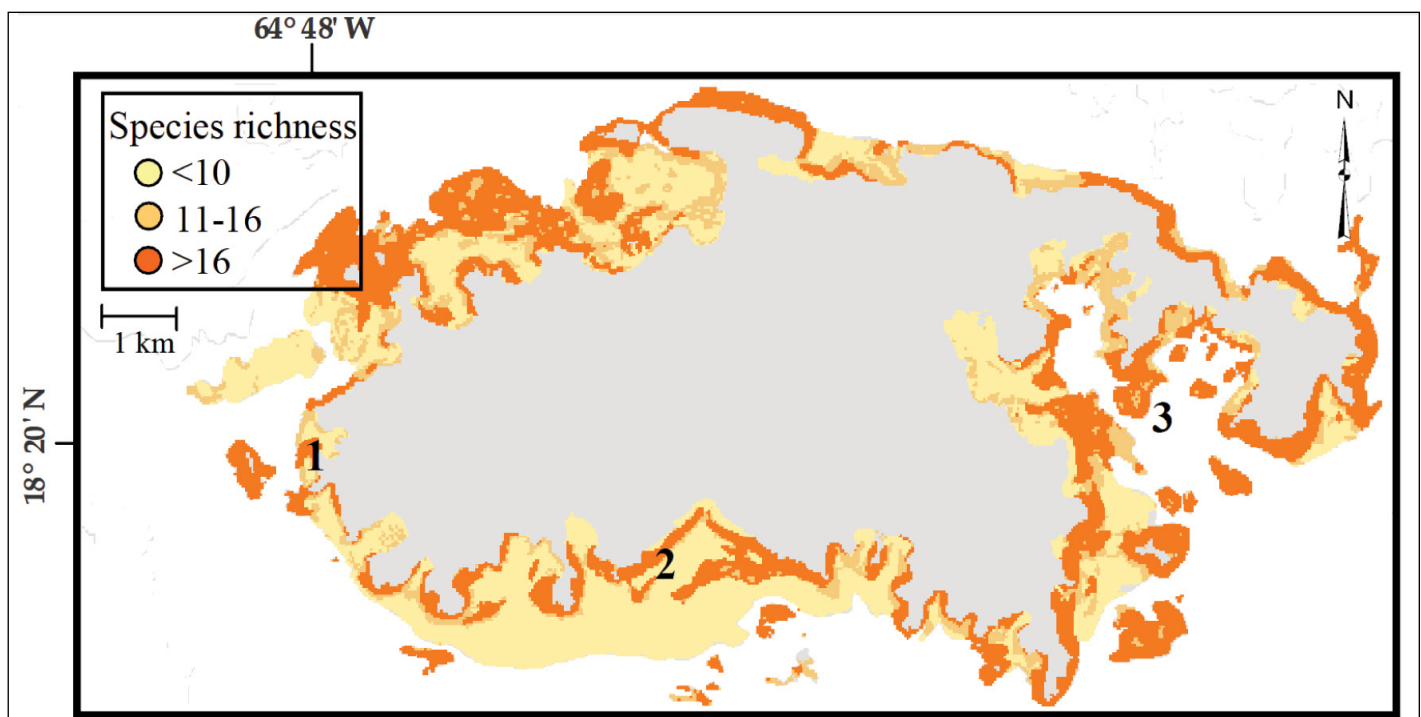 64° 48' W
Species richness
<10
11-16
>16
N
1 km
18° 20' N
1
2
3